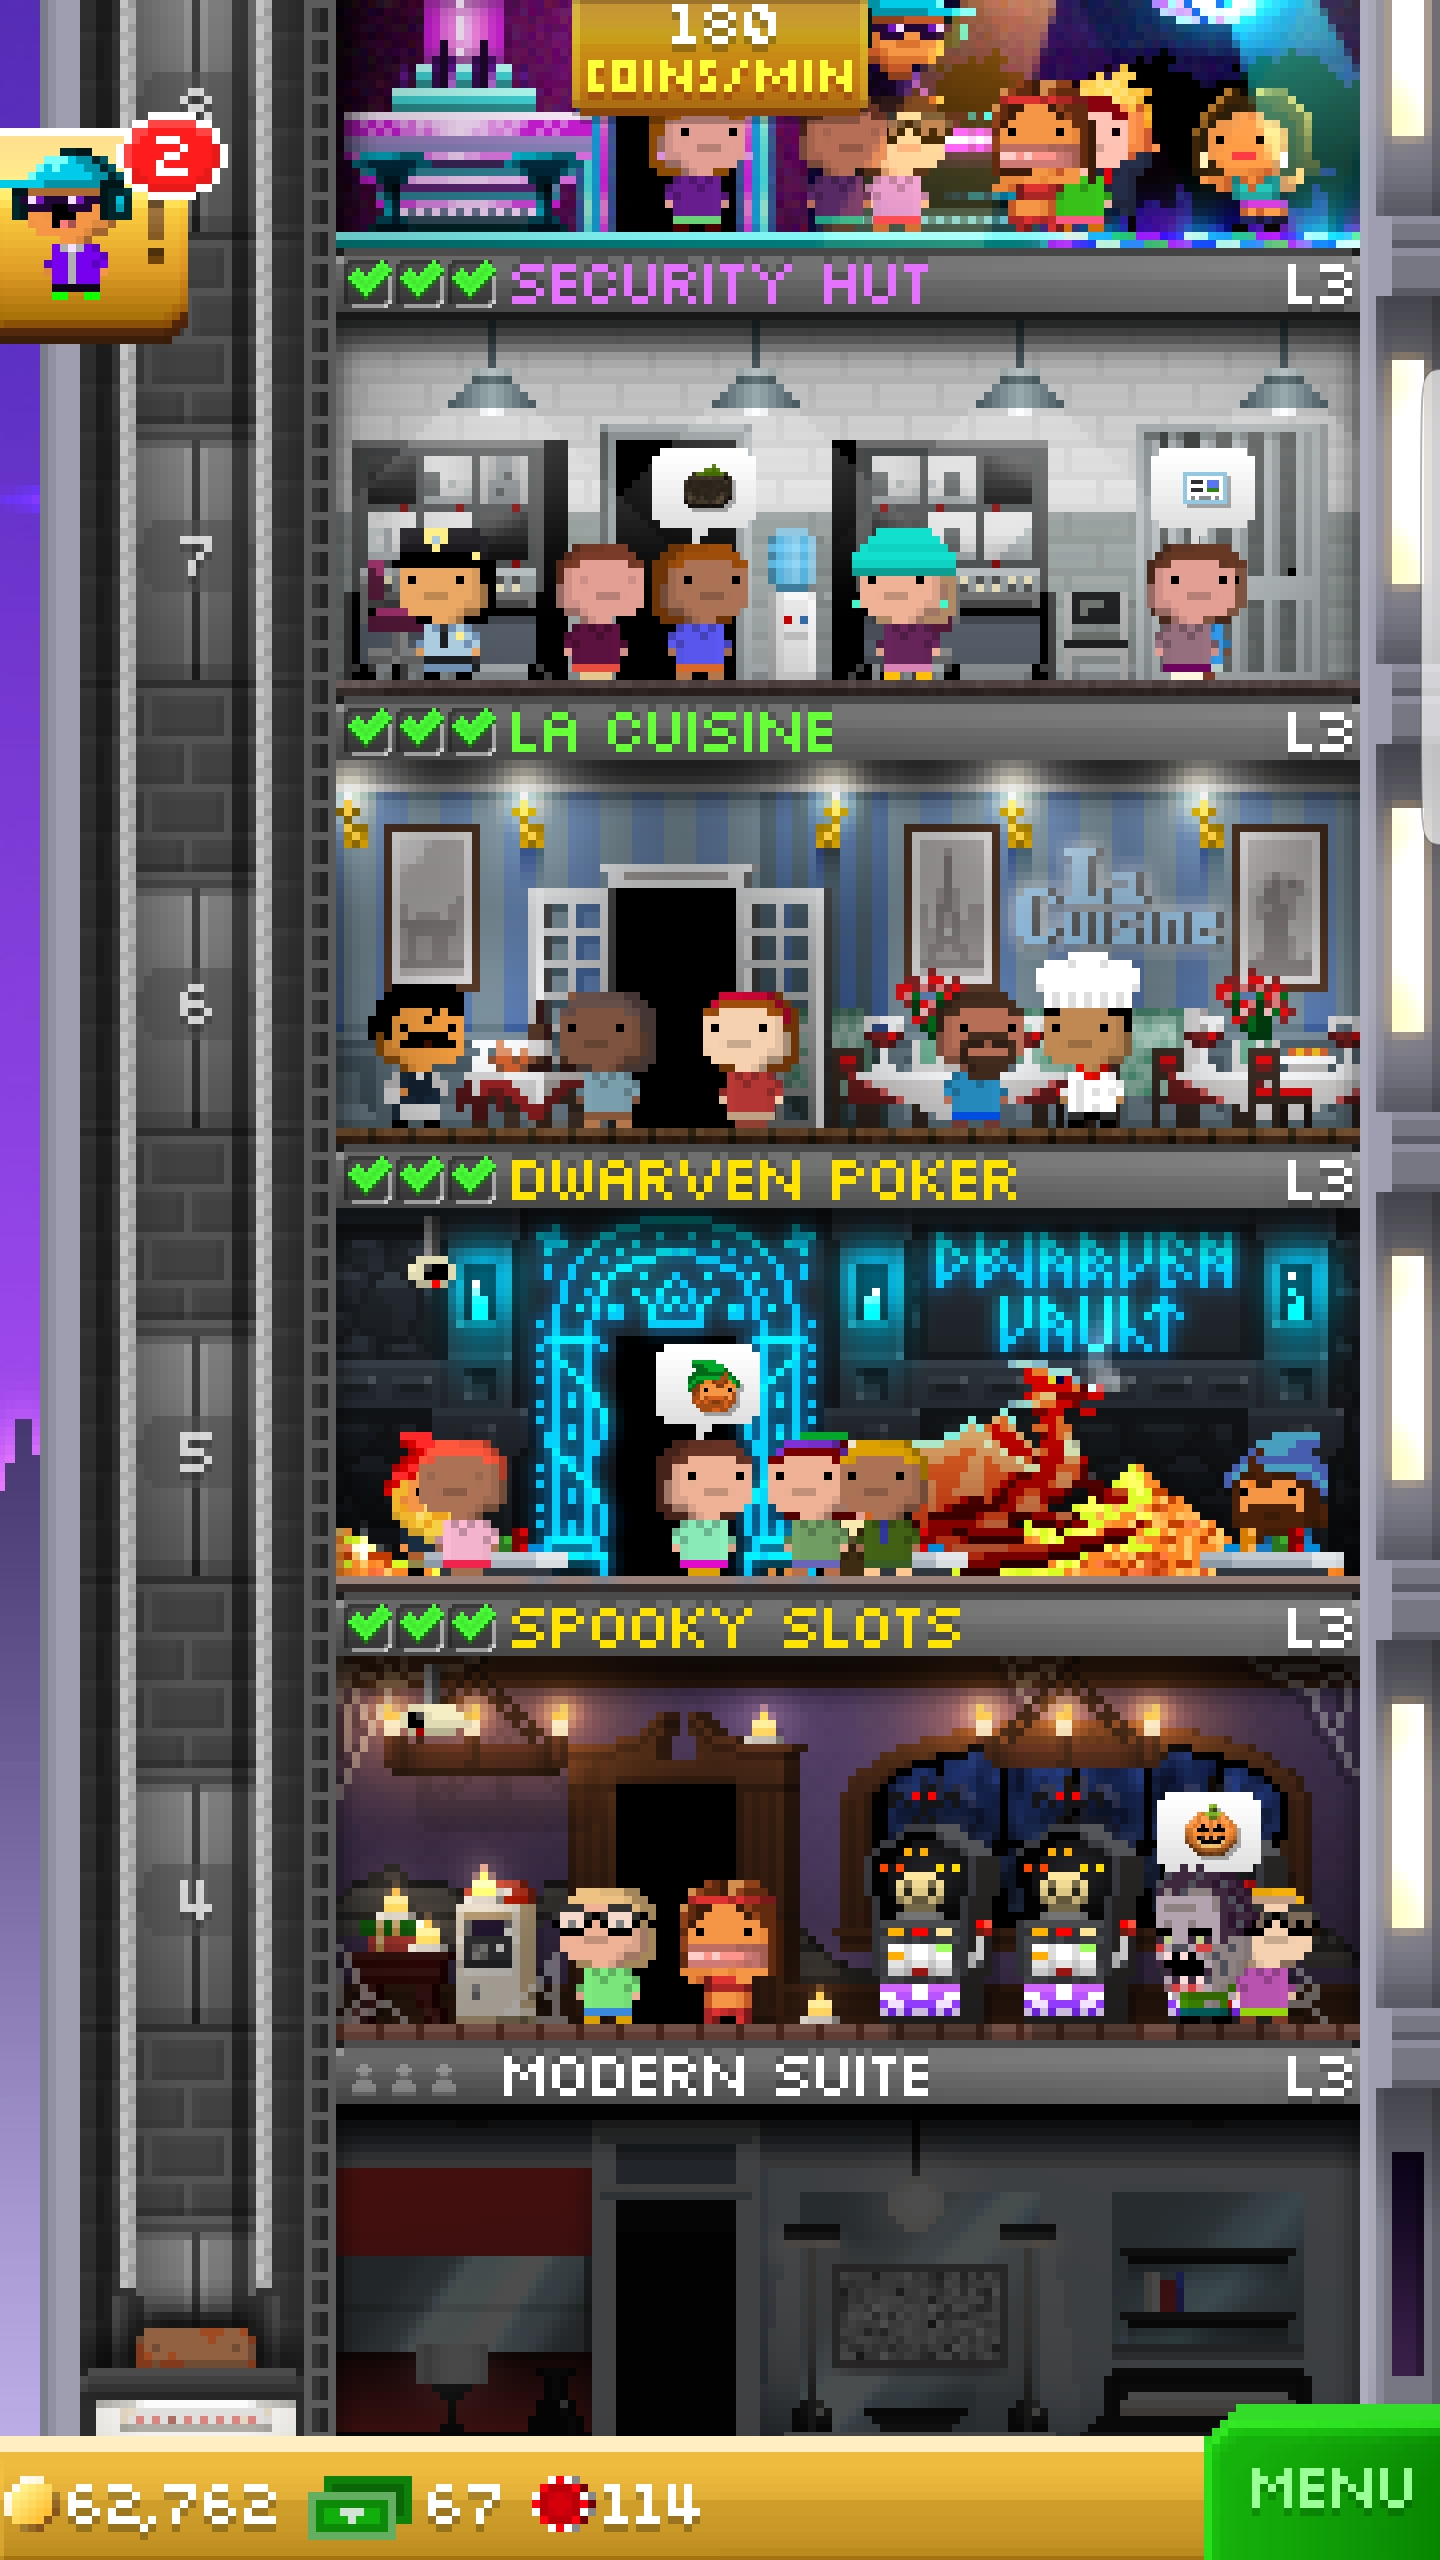 180
COINS/MIN
2
!
SECURITY HUT L3
7
LA CUISINE L3
La
Cuisine
6
DWARVEN POKER L3
DWARVEN
VAULT
5
SPOOKY SLOTS L3
4
MODERN SUITE L3
62,762 67 114
MENU